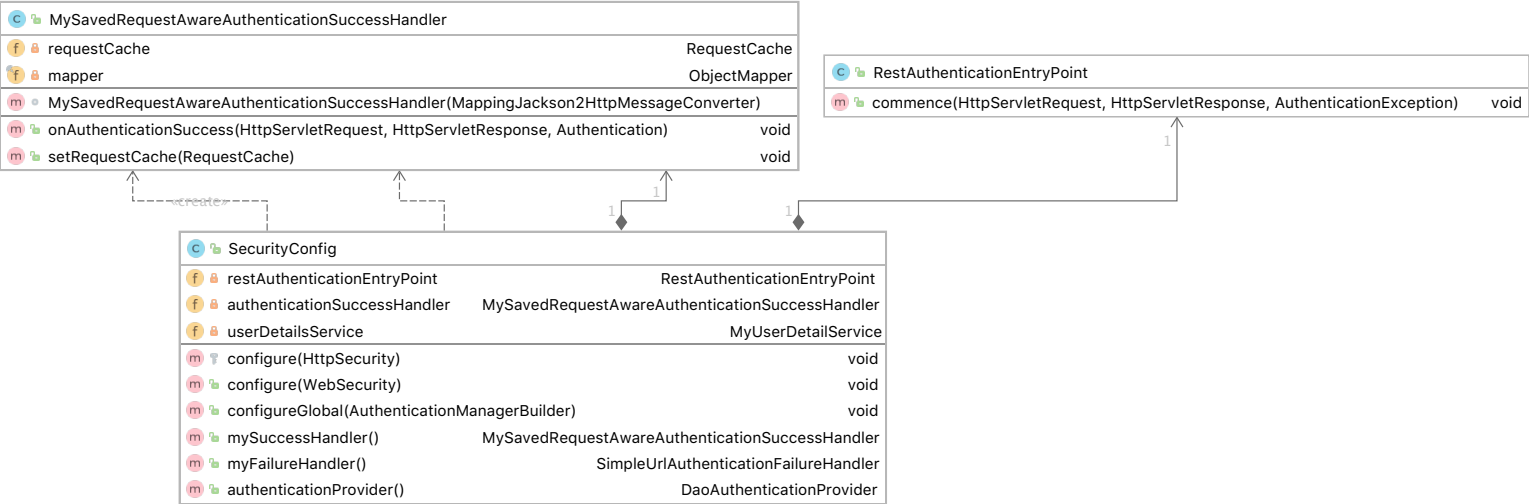 MySavedRequestAwareAuthenticationSuccessHandler
requestCache RequestCache
mapper ObjectMapper
MySavedRequestAwareAuthenticationSuccessHandler(MappingJackson2HttpMessageConverter)
onAuthenticationSuccess(HttpServletRequest, HttpServletResponse, Authentication) void
setRequestCache(RequestCache) void
RestAuthenticationEntryPoint
commence(HttpServletRequest, HttpServletResponse, AuthenticationException) void
«create»
1
1
1
1
SecurityConfig
restAuthenticationEntryPoint RestAuthenticationEntryPoint
authenticationSuccessHandler MySavedRequestAwareAuthenticationSuccessHandler
userDetailsService MyUserDetailService
configure(HttpSecurity) void
configure(WebSecurity) void
configureGlobal(AuthenticationManagerBuilder) void
mySuccessHandler() MySavedRequestAwareAuthenticationSuccessHandler
myFailureHandler() SimpleUrlAuthenticationFailureHandler
authenticationProvider() DaoAuthenticationProvider